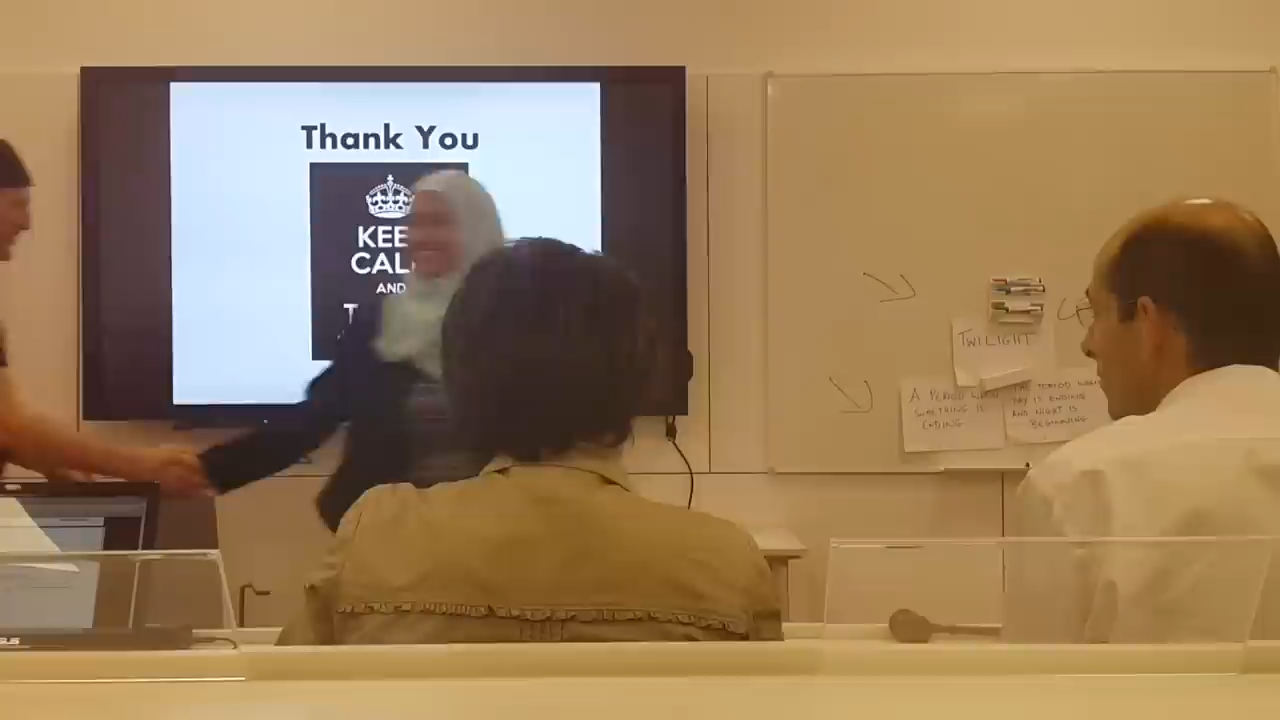 Thank You
KEE
CAL
AND
T
TWILIGHT
A PERIOD WHEN
SOMETHING IS
ENDING
THE PERIOD WHEN
DAY IS ENDING
AND NIGHT IS
BEGINNING